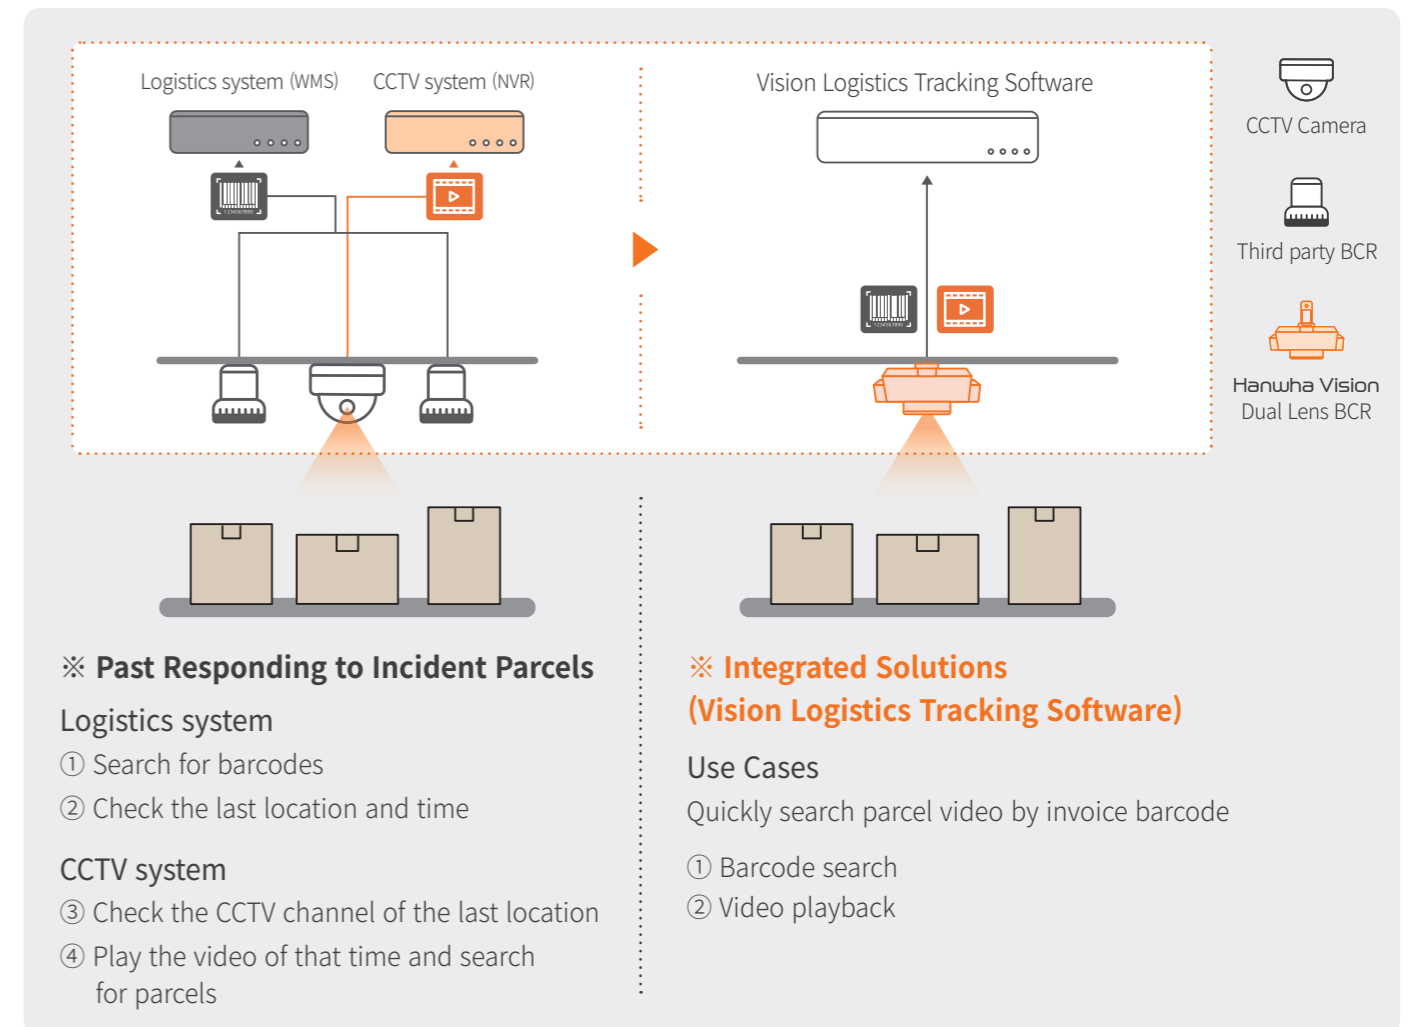 Logistics system (WMS)
CCTV system (NVR)
Vision Logistics Tracking Software
1234567890
1234567890
CCTV Camera
Third party BCR
Hanwha Vision
Dual Lens BCR
※ Past Responding to Incident Parcels
Logistics system
① Search for barcodes
② Check the last location and time
CCTV system
③ Check the CCTV channel of the last location
④ Play the video of that time and search
for parcels
※ Integrated Solutions
(Vision Logistics Tracking Software)
Use Cases
Quickly search parcel video by invoice barcode
① Barcode search
② Video playback